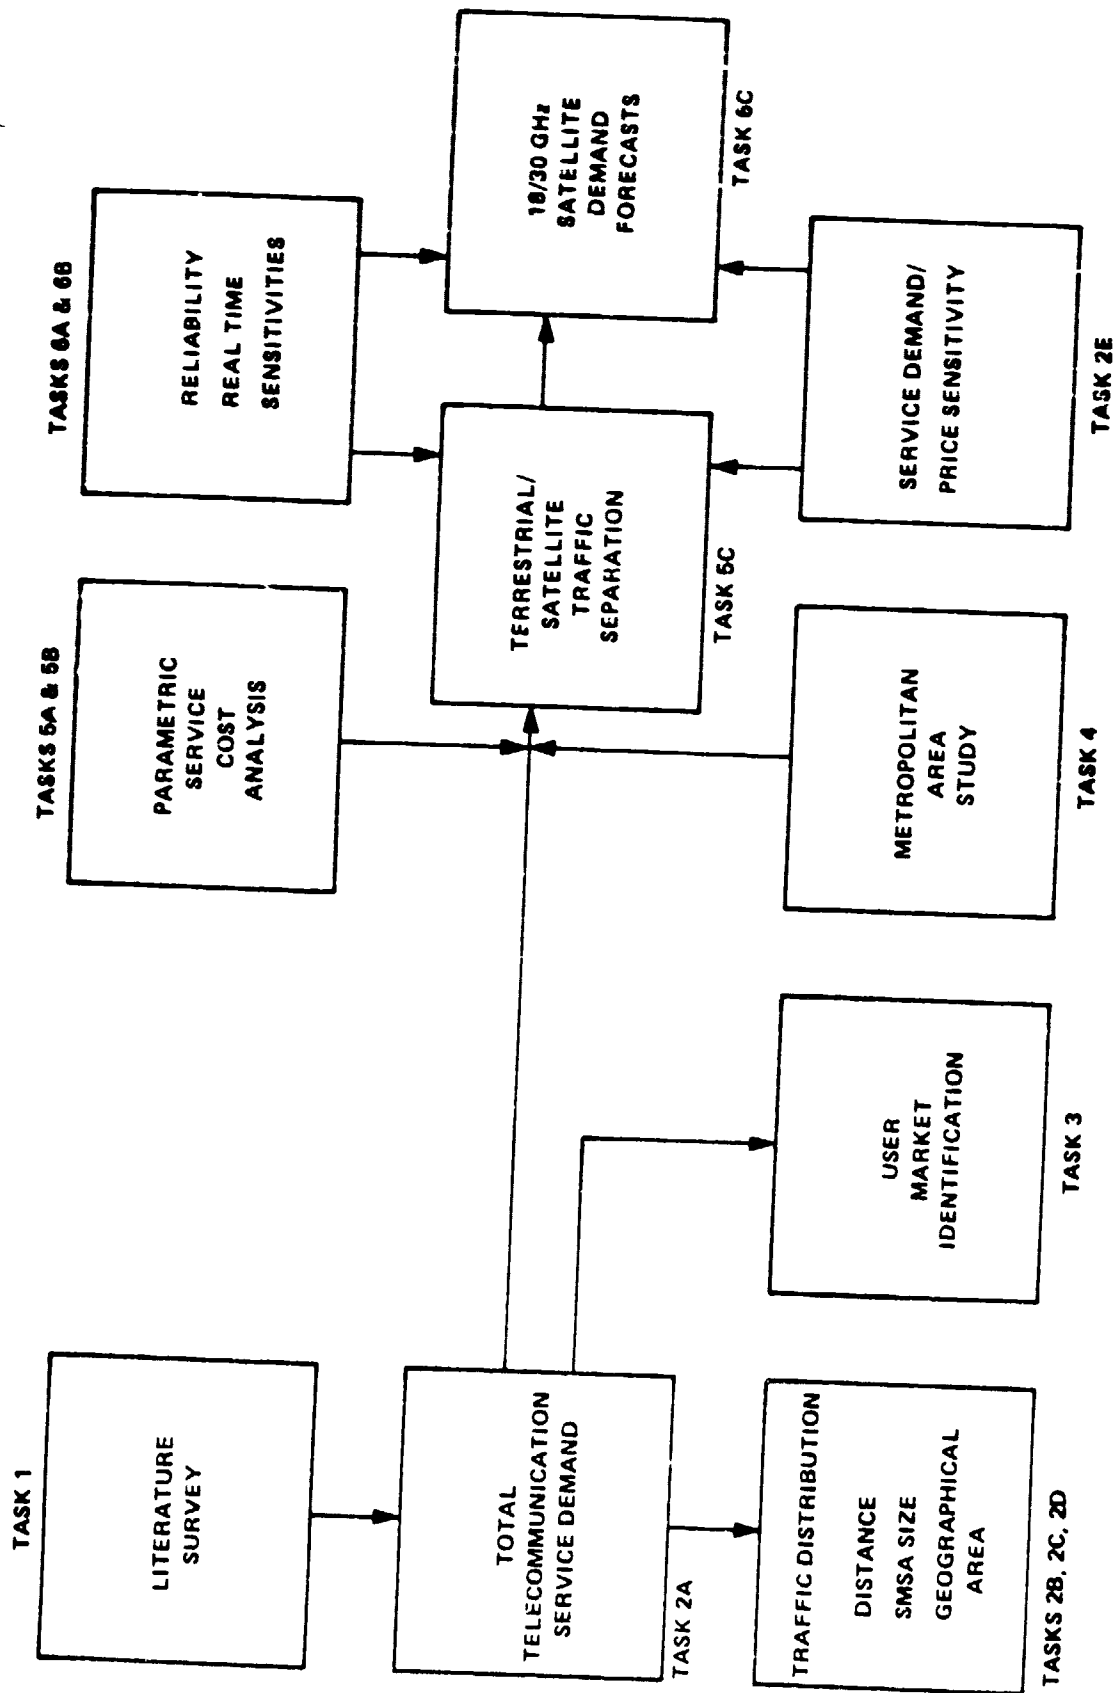 TASK 1
LITERATURE
SURVEY
TASKS 5A & 5B
PARAMETRIC
SERVICE
COST
ANALYSIS
TASKS 6A & 6B
RELIABILITY
REAL TIME
SENSITIVITIES
TOTAL
TELECOMMUNICATION
SERVICE DEMAND
TASK 2A
TERRESTRIAL/
SATELLITE
TRAFFIC
SEPARATION
TASK 5C
18/30 GHz
SATELLITE
DEMAND
FORECASTS
TASK 6C
TRAFFIC DISTRIBUTION
DISTANCE
SMSA SIZE
GEOGRAPHICAL
AREA
TASKS 2B, 2C, 2D
USER
MARKET
IDENTIFICATION
TASK 3
METROPOLITAN
AREA
STUDY
TASK 4
SERVICE DEMAND/
PRICE SENSITIVITY
TASK 2E